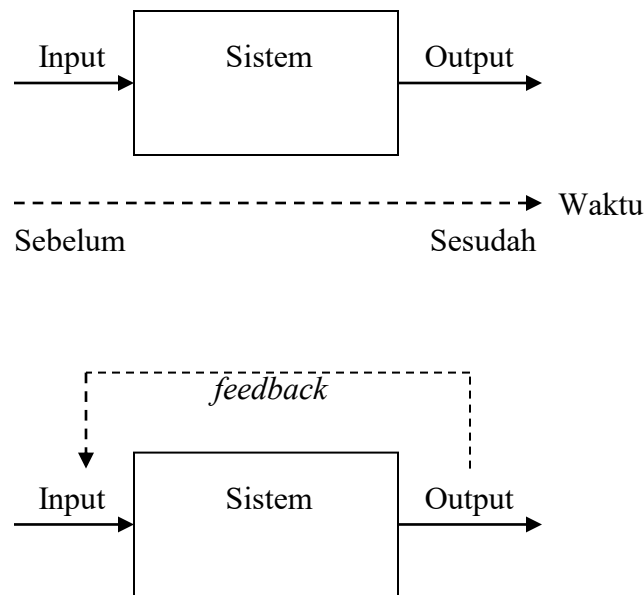 Input Sistem Output
Waktu
Sebelum Sesudah
feedback
Input Sistem Output